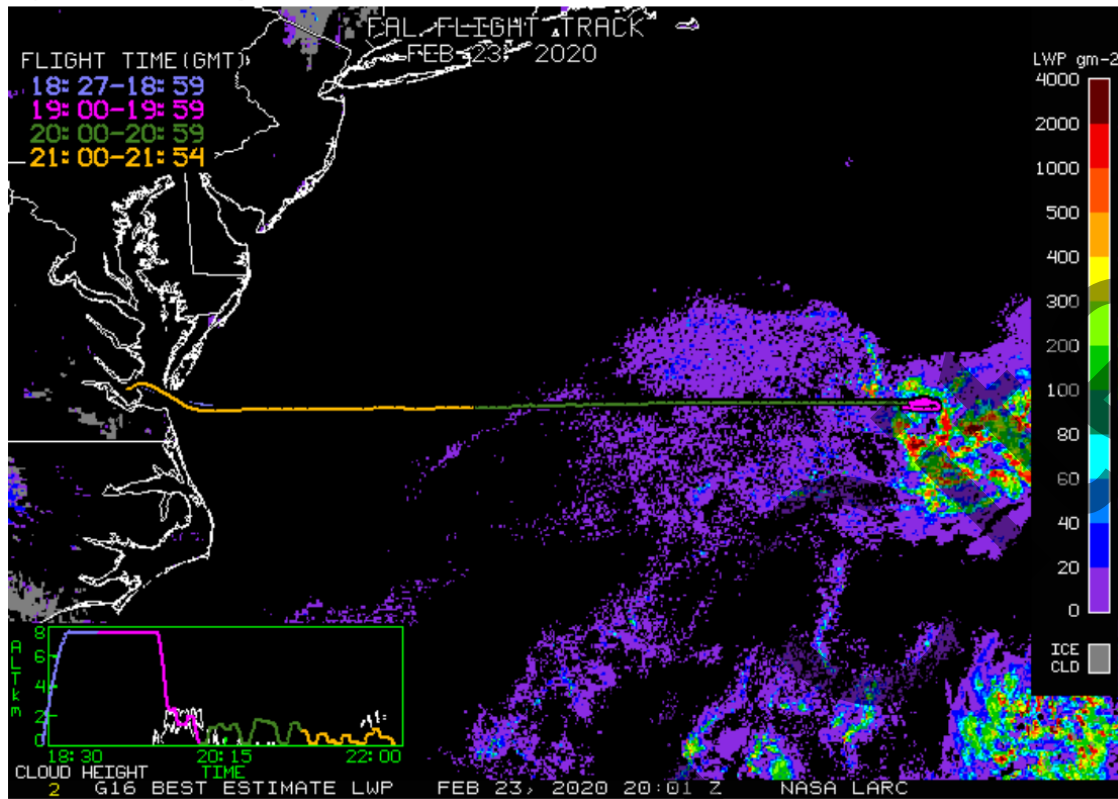 FAL FLIGHT TRACK
FEB 23, 2020
FLIGHT TIME(GMT)
18:27-18:59
19:00-19:59
20:00-20:59
21:00-21:54
LWP gm-2
4000
2000
1000
500
400
300
200
100
80
60
40
20
0
ICE
CLD
ALTkm
8
6
4
2
0
18:30 20:15 22:00
CLOUD HEIGHT TIME
2 G16 BEST ESTIMATE LWP FEB 23, 2020 20:01 Z NASA LARC